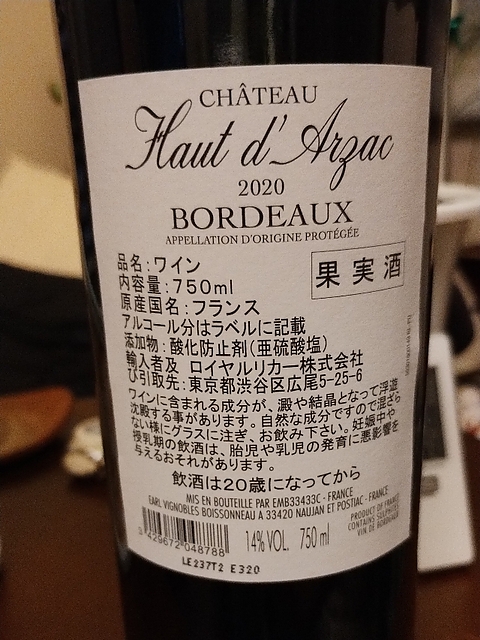 CHÂTEAU
Haut d'Arzac
2020
BORDEAUX
APPELLATION D'ORIGINE PROTÉGÉE
品名:ワイン
果実酒
内容量:750ml
原産国名:フランス
アルコール分はラベルに記載
添加物:酸化防止剤(亜硫酸塩)
輸入者及 ロイヤルリカー株式会社
び引取先:東京都渋谷区広尾5-25-6
ワインに含まれる成分が、澱や結晶となって浮遊
沈殿する事があります。自然な成分ですので混ざら
ない様にグラスに注ぎ、お飲み下さい。妊娠中や
授乳期の飲酒は、胎児や乳児の発育に悪影響を
与えるおそれがあります。
飲酒は20歳になってから
MIS EN BOUTEILLE PAR EMB33433C - FRANCE
EARL VIGNOBLES BOISSONNEAU A 33420 NAUJAN ET POSTIAC - FRANCE
3 429672 048788
14% VOL. 750 ml
PRODUCT OF FRANCE
CONTAINS SULPHITES
VIN DE BORDEAUX
LE237T2 E320